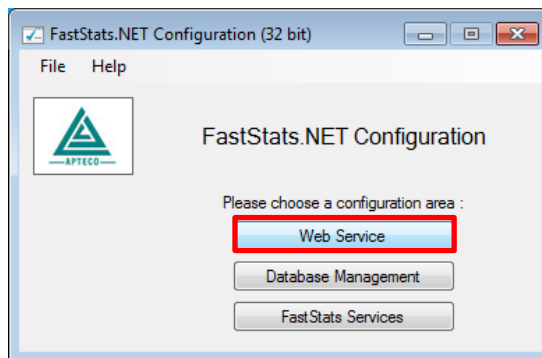 FastStats.NET Configuration (32 bit)
File Help
APTECO
FastStats.NET Configuration
Please choose a configuration area :
Web Service
Database Management
FastStats Services